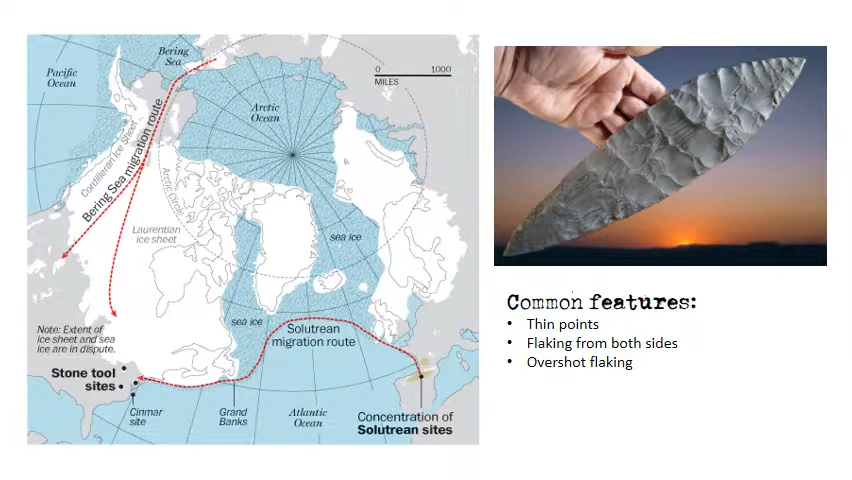 Bering
Sea
Pacific
Ocean
0 1000
MILES
Arctic
Ocean
Cordilleran Ice Sheet
Bering Sea migration route
Arctic Circle
Laurentian
ice sheet
sea ice
sea ice
Solutrean
migration route
Note: Extent of
ice sheet and sea
ice are in dispute.
Stone tool
sites
Cinmar
site
Grand
Banks
Atlantic
Ocean
Concentration of
Solutrean sites
Common features:
• Thin points
• Flaking from both sides
• Overshot flaking